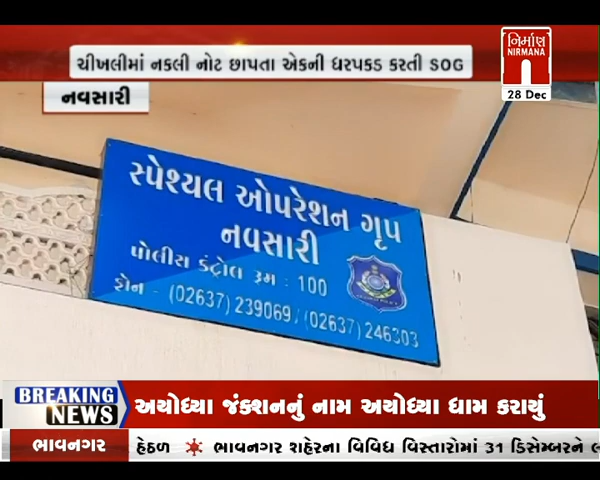 ચીખલીમાં નકલી નોટ છાપતા એકની ધરપકડ કરતી SOG
નિર્માણ
NIRMANA
28 Dec
નવસારી
સ્પેશ્યલ ઓપરેશન ગૃપ
નવસારી
પોલીસ કંટ્રોલ રૂમ : 100
ફોન - (02637) 239069 / (02637) 246303
BREAKING
NEWS
અયોધ્યા જંકશનનું નામ અયોધ્યા ધામ કરાયું
ભાવનગર
હેઠળ ભાવનગર શહેરના વિવિધ વિસ્તારોમાં 31 ડિસેમ્બરને